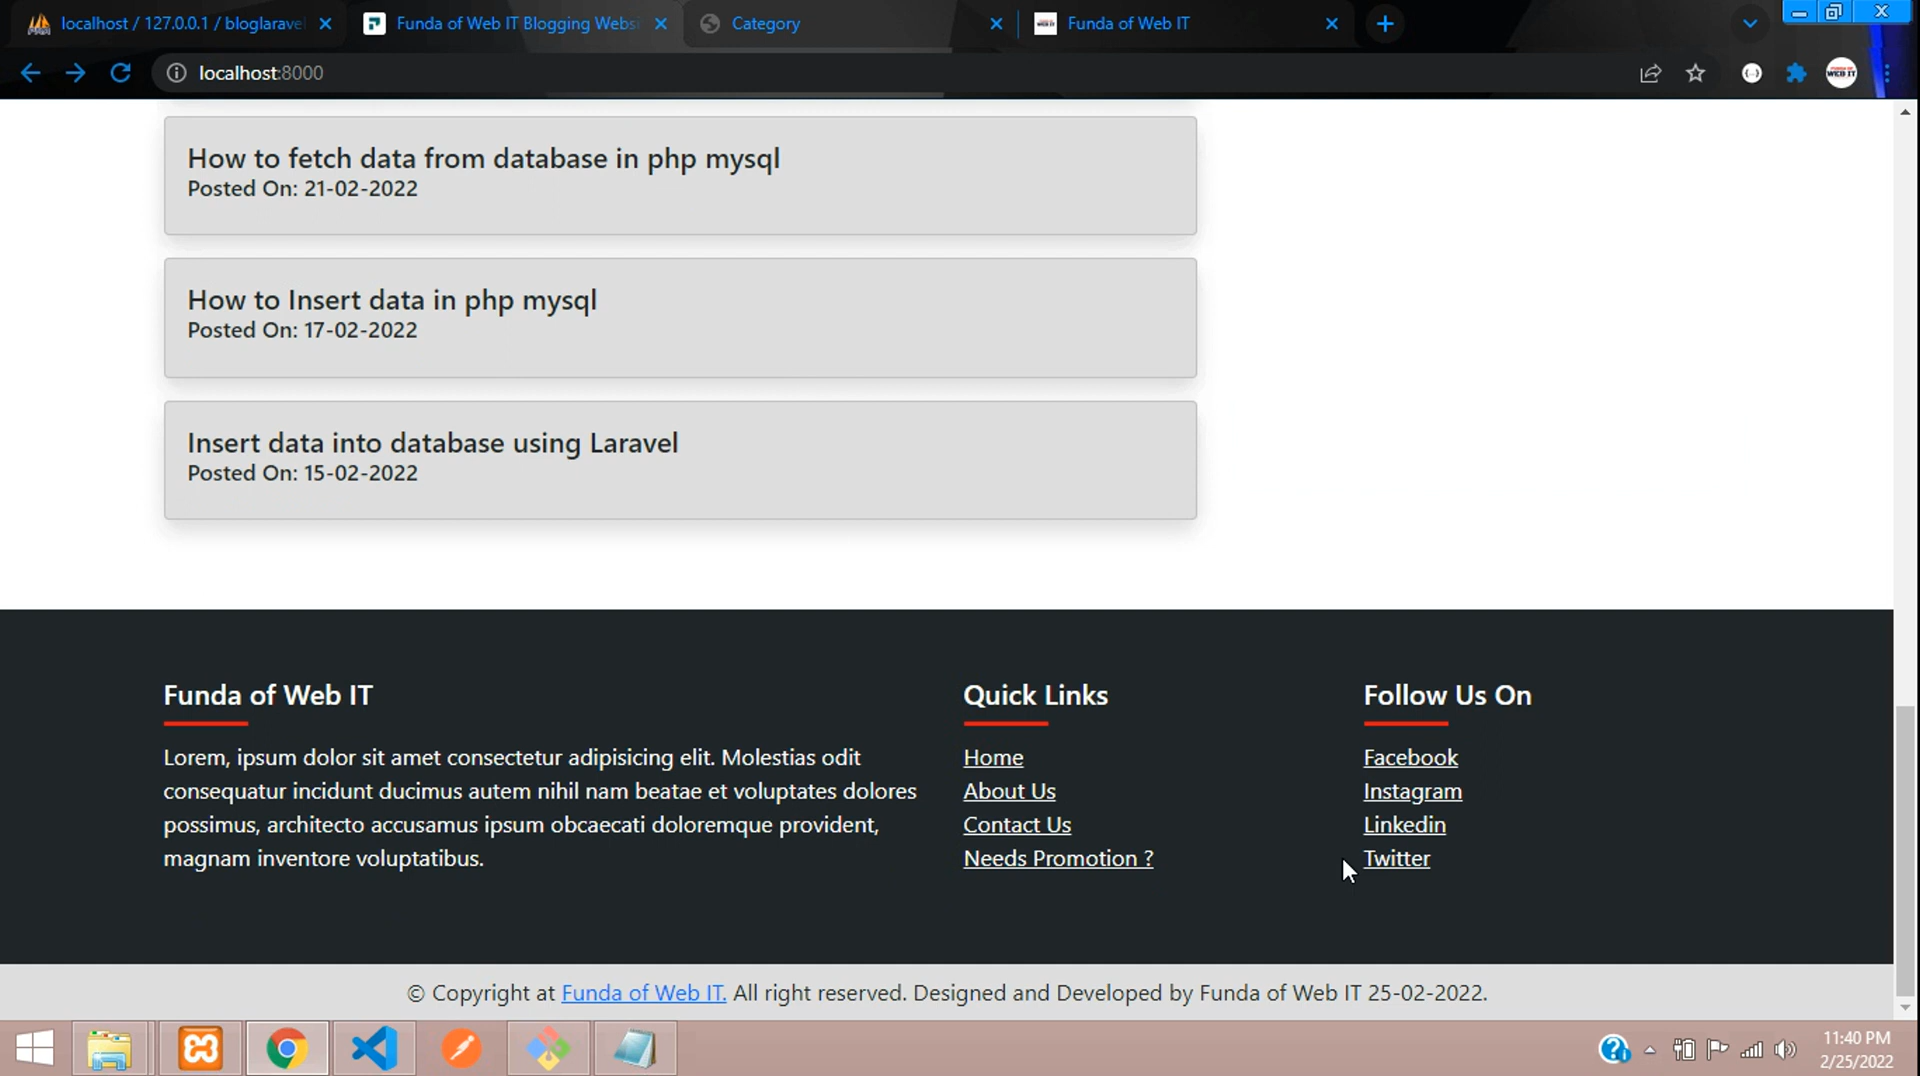 localhost / 127.0.0.1 / bloglaravel
Funda of Web IT Blogging Websi
Category
Funda of Web IT
localhost:8000
WEB IT
How to fetch data from database in php mysql
Posted On: 21-02-2022
How to Insert data in php mysql
Posted On: 17-02-2022
Insert data into database using Laravel
Posted On: 15-02-2022
Funda of Web IT
Lorem, ipsum dolor sit amet consectetur adipisicing elit. Molestias odit
consequatur incidunt ducimus autem nihil nam beatae et voluptates dolores
possimus, architecto accusamus ipsum obcaecati doloremque provident,
magnam inventore voluptatibus.
Quick Links
Home
About Us
Contact Us
Needs Promotion ?
Follow Us On
Facebook
Instagram
Linkedin
Twitter
© Copyright at Funda of Web IT. All right reserved. Designed and Developed by Funda of Web IT 25-02-2022.
11:40 PM
2/25/2022